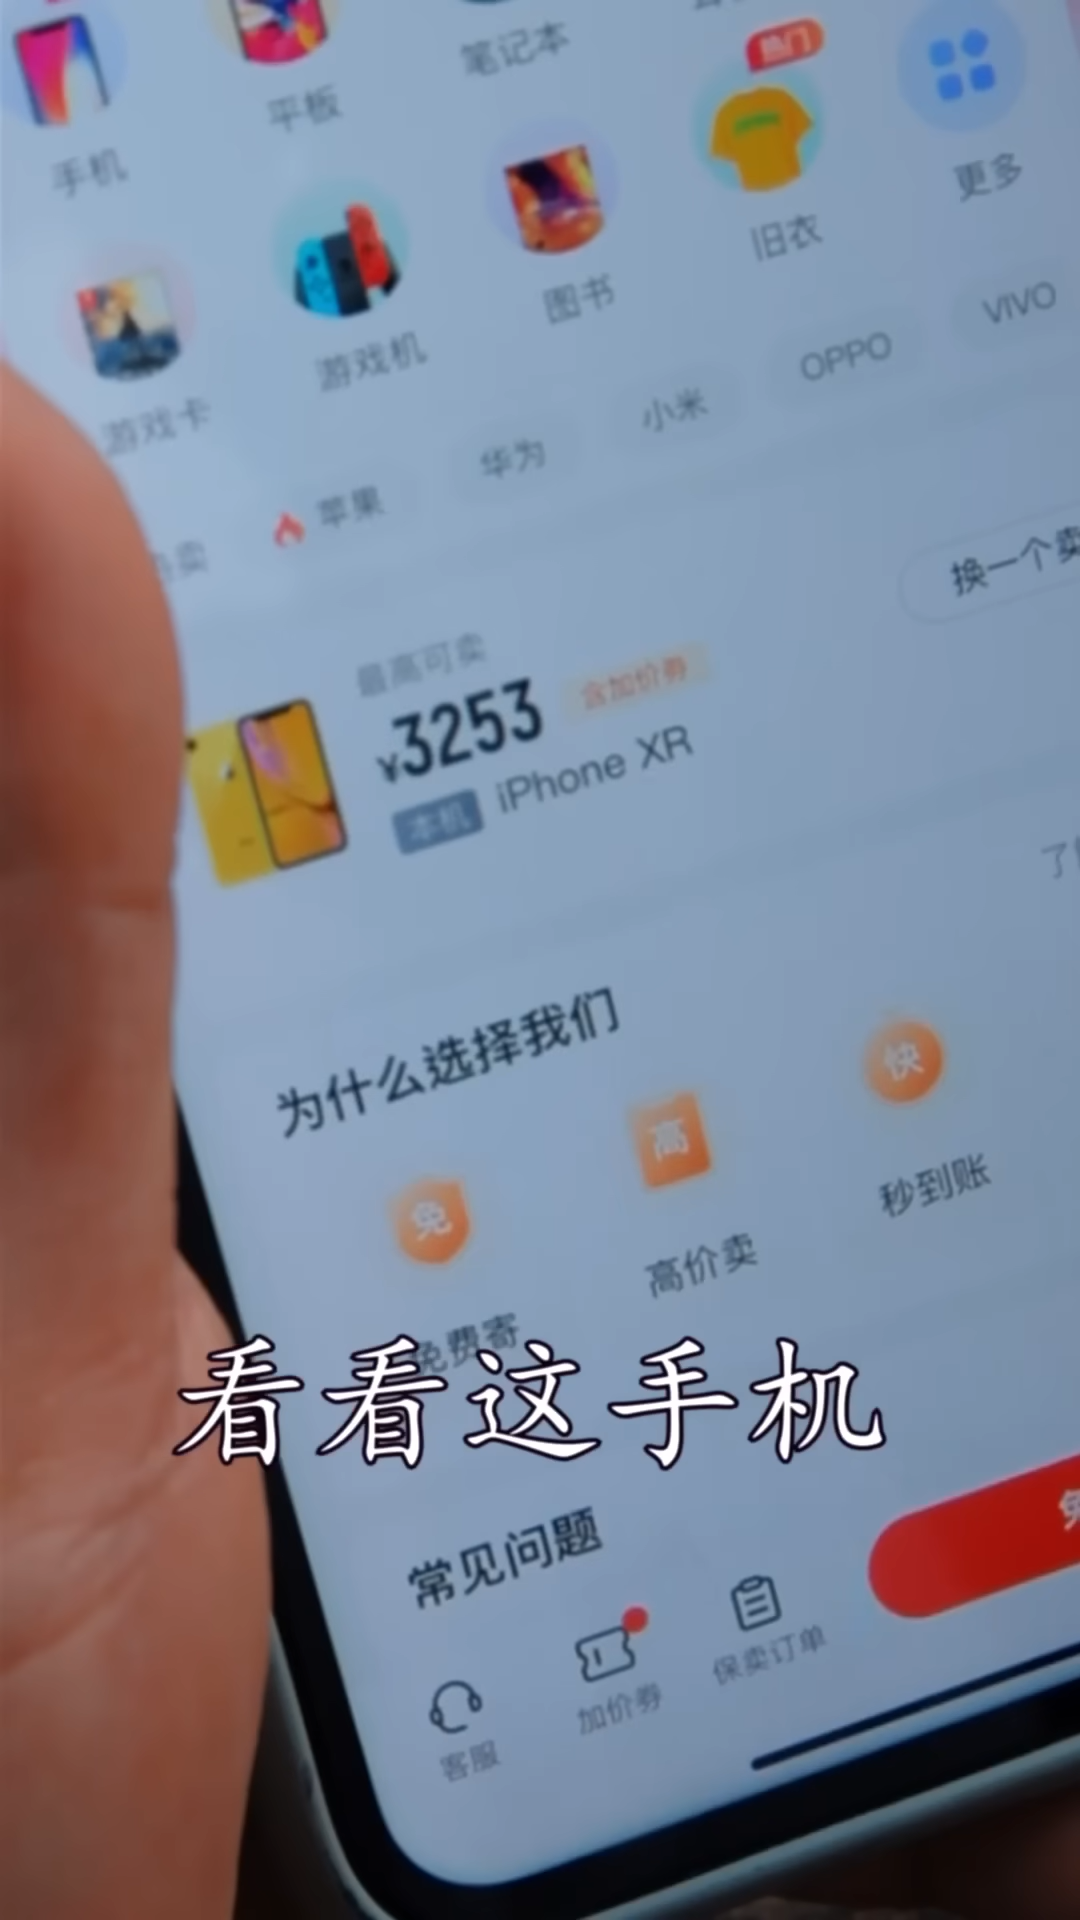 笔记本
平板
手机
热门
更多
旧衣
图书
游戏机
游戏卡
VIVO
OPPO
小米
华为
苹果
换一个卖
最高可卖
¥3253 含加价券
本机 iPhone XR
为什么选择我们
免 高 快
免费寄 高价卖 秒到账
看看这手机
常见问题
客服 加价券 保卖订单